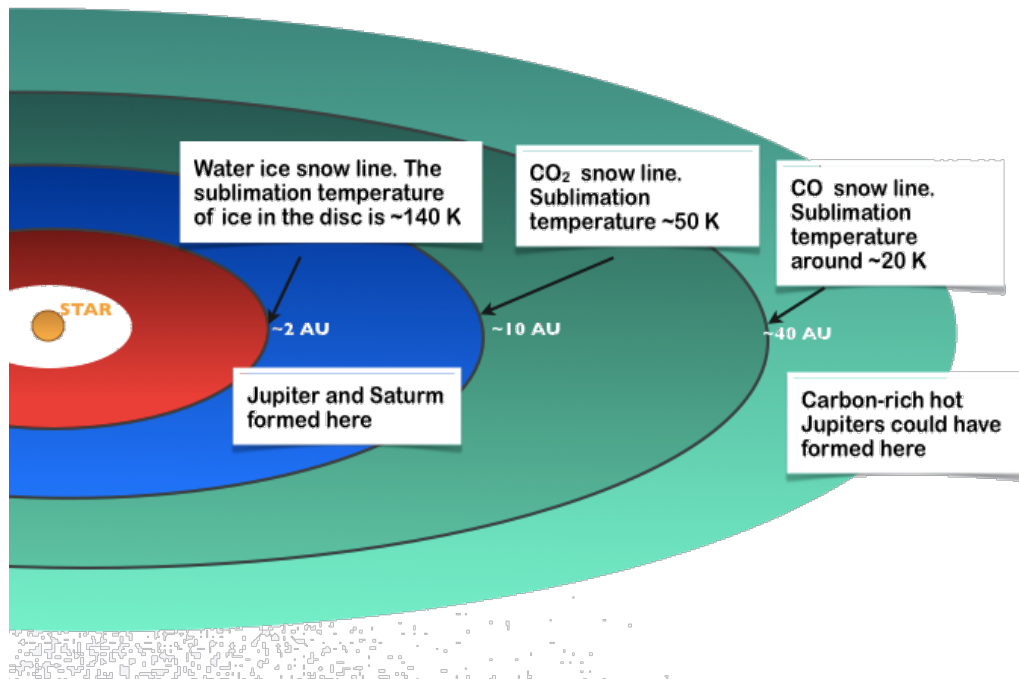 Water ice snow line. The
sublimation temperature
of ice in the disc is ~140 K
CO₂ snow line.
Sublimation
temperature ~50 K
CO snow line.
Sublimation
temperature
around ~20 K
STAR
~2 AU
~10 AU
~40 AU
Jupiter and Saturm
formed here
Carbon-rich hot
Jupiters could have
formed here